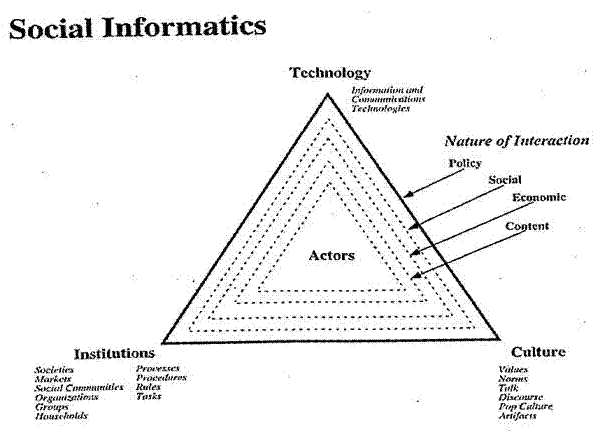 Social Informatics
Technology
Information and
Communications
Technologies
Nature of Interaction
Policy
Social
Economic
Content
Actors
Institutions
Societies
Markets
Social Communities
Organizations
Groups
Households
Processes
Procedures
Rules
Tasks
Culture
Values
Norms
Talk
Discourse
Pop Culture
Artifacts